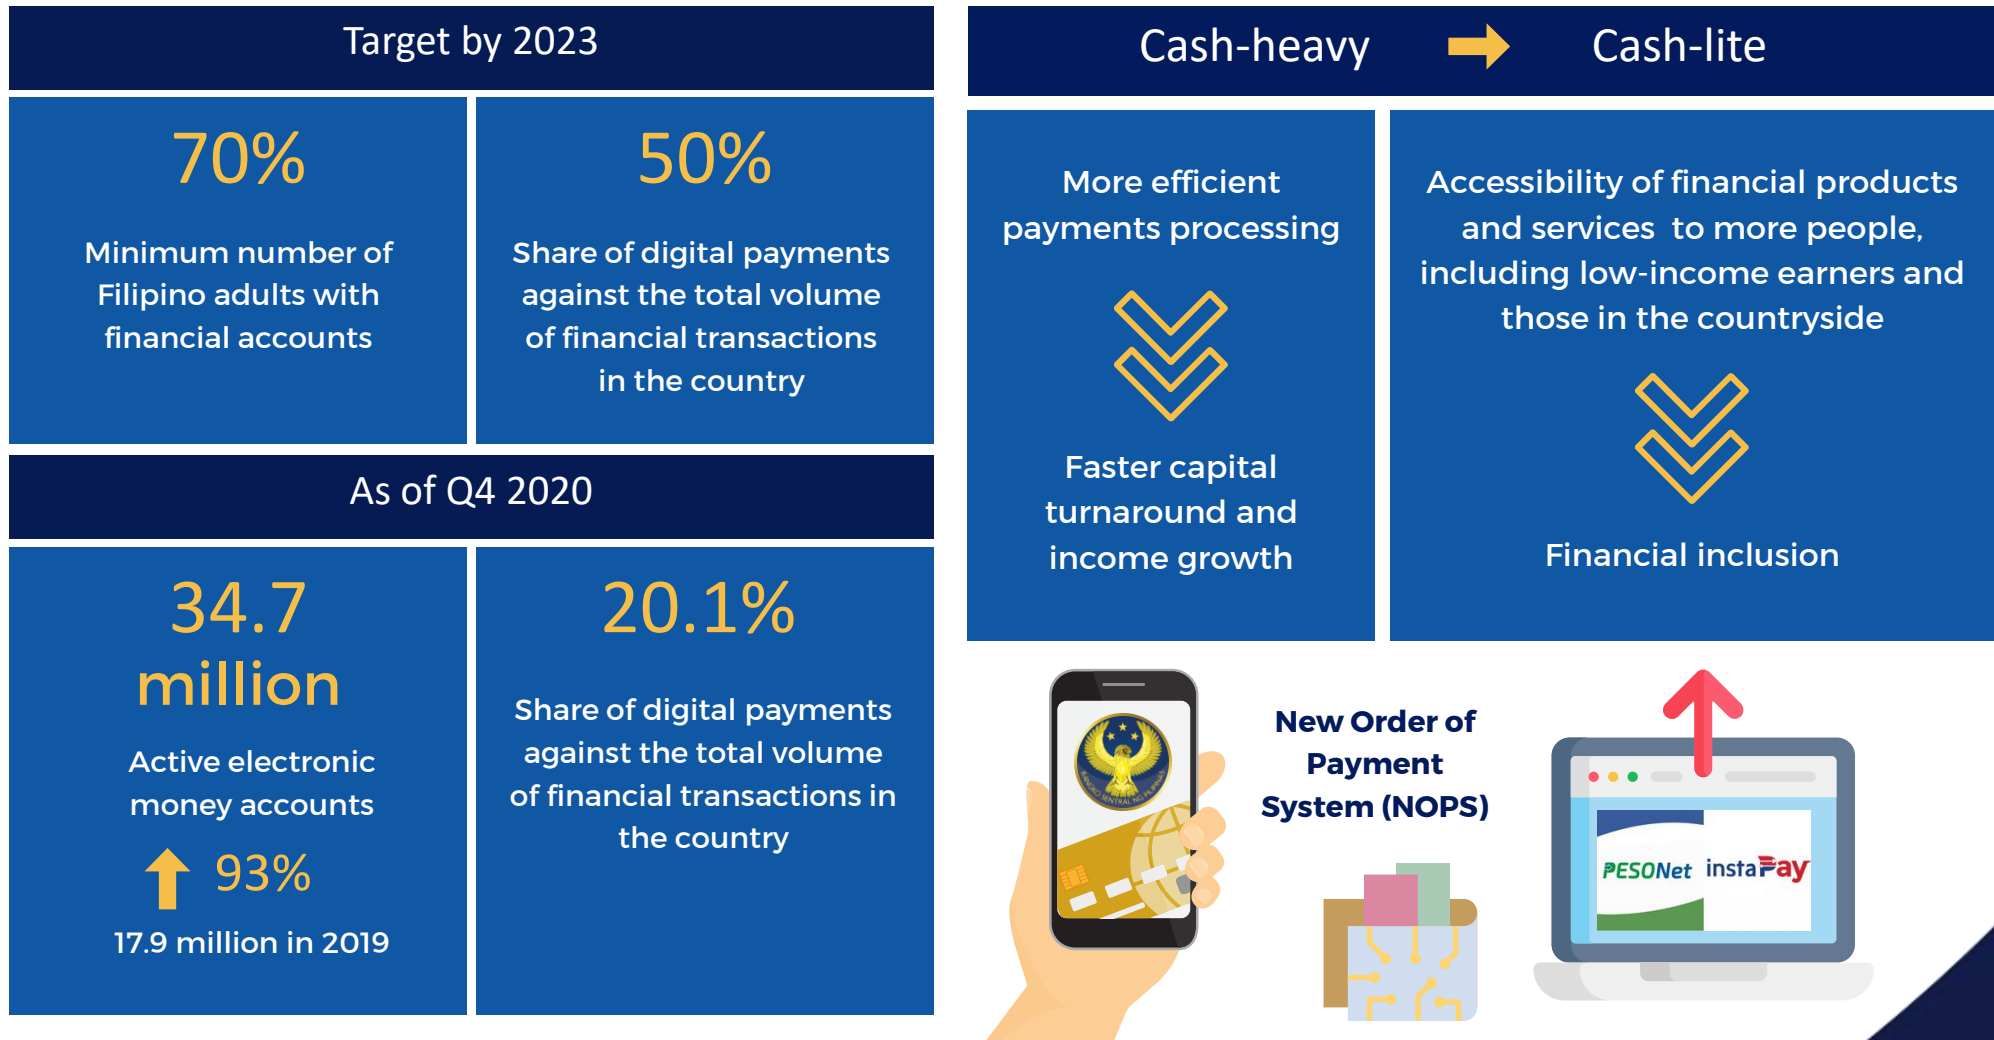 Target by 2023
70%
Minimum number of
Filipino adults with
financial accounts
50%
Share of digital payments
against the total volume
of financial transactions
in the country
As of Q4 2020
34.7
million
Active electronic
money accounts
93%
17.9 million in 2019
20.1%
Share of digital payments
against the total volume
of financial transactions in
the country
Cash-heavy
Cash-lite
More efficient
payments processing
Faster capital
turnaround and
income growth
Accessibility of financial products
and services to more people,
including low-income earners and
those in the countryside
Financial inclusion
BANGKO SENTRAL NG PILIPINAS
New Order of
Payment
System (NOPS)
PESONet
instaPay